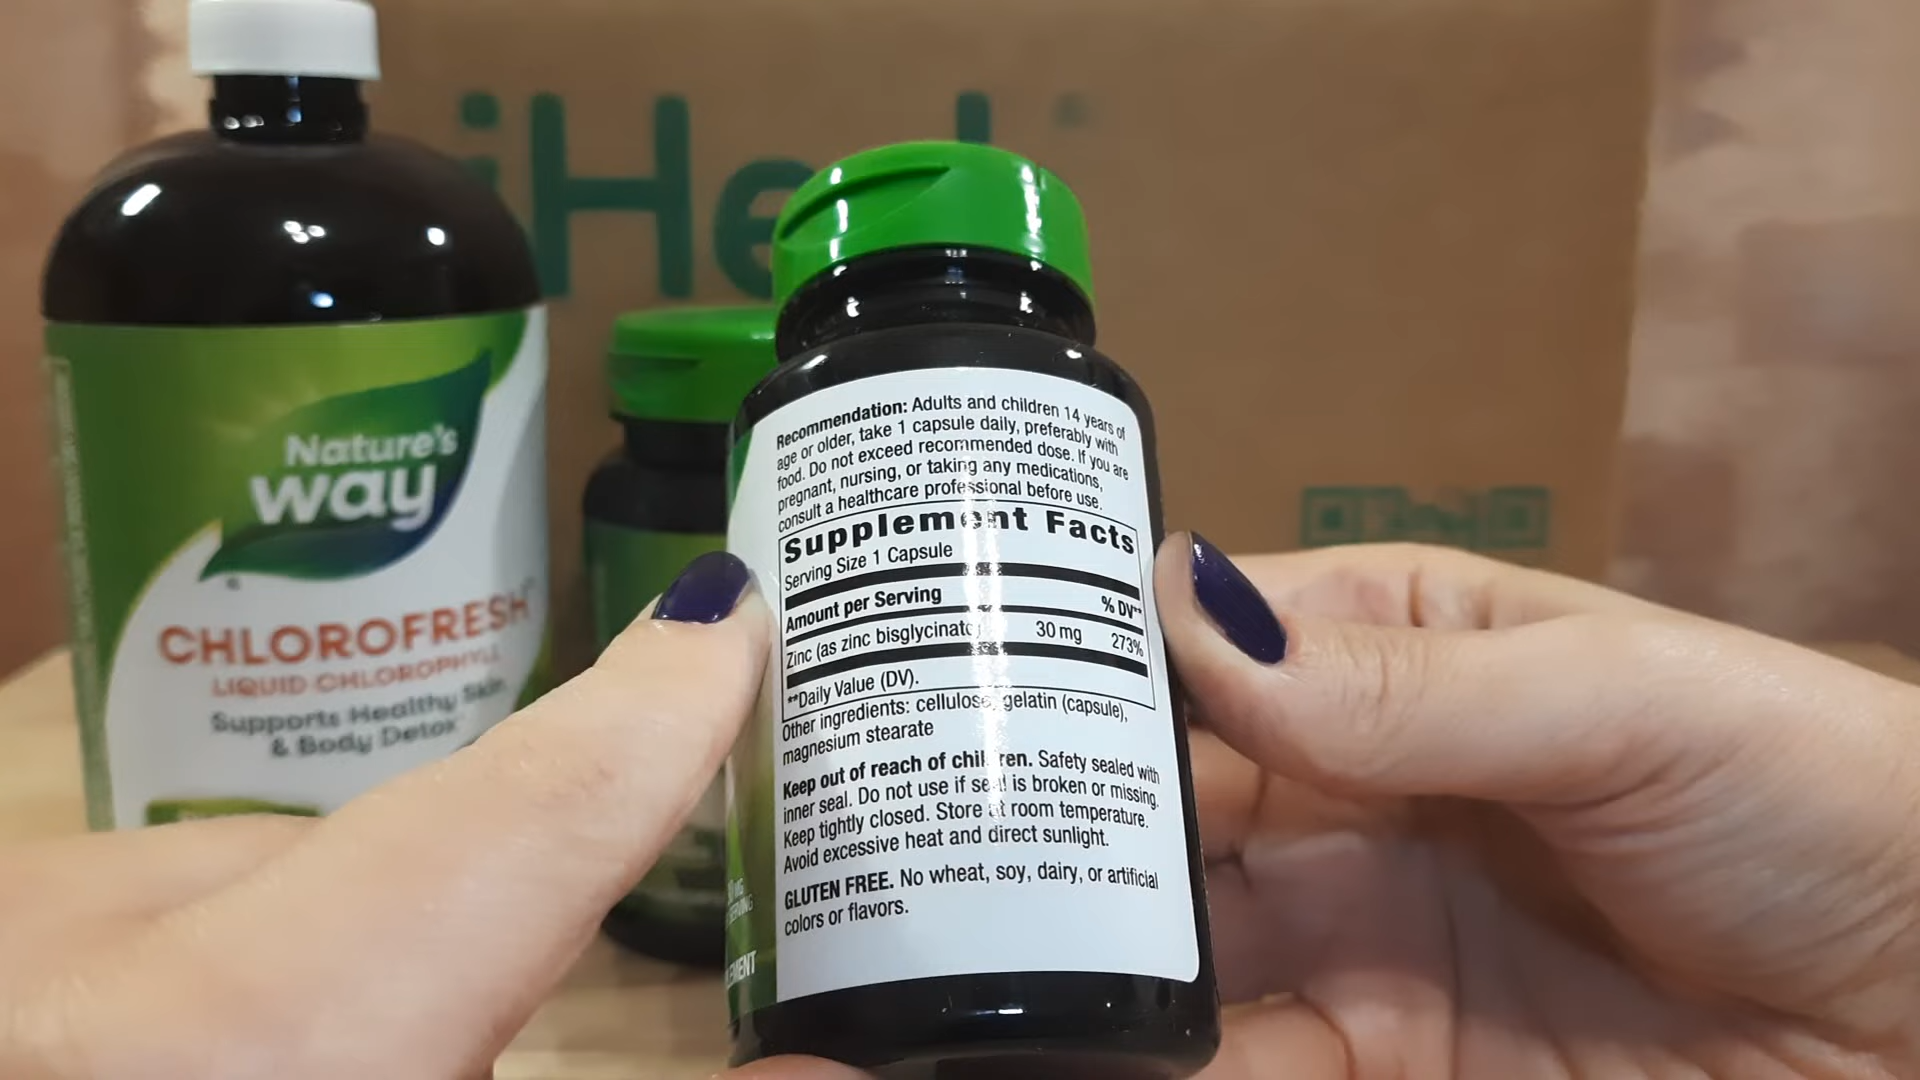 iHe
Nature's
way
CHLOROFRESH
LIQUID CHLOROPHYLL
Supports Healthy Skin
& Body Detox
Recommendation: Adults and children 14 years of
age or older, take 1 capsule daily, preferably with
food. Do not exceed recommended dose. If you are
pregnant, nursing, or taking any medications,
consult a healthcare professional before use.
Supplement Facts
Serving Size 1 Capsule
Amount per Serving % DV**
Zinc (as zinc bisglycinate 30 mg 273%
**Daily Value (DV).
Other ingredients: cellulose, gelatin (capsule),
magnesium stearate
Keep out of reach of children. Safety sealed with
inner seal. Do not use if seal is broken or missing.
Keep tightly closed. Store at room temperature.
Avoid excessive heat and direct sunlight.
GLUTEN FREE. No wheat, soy, dairy, or artificial
colors or flavors.